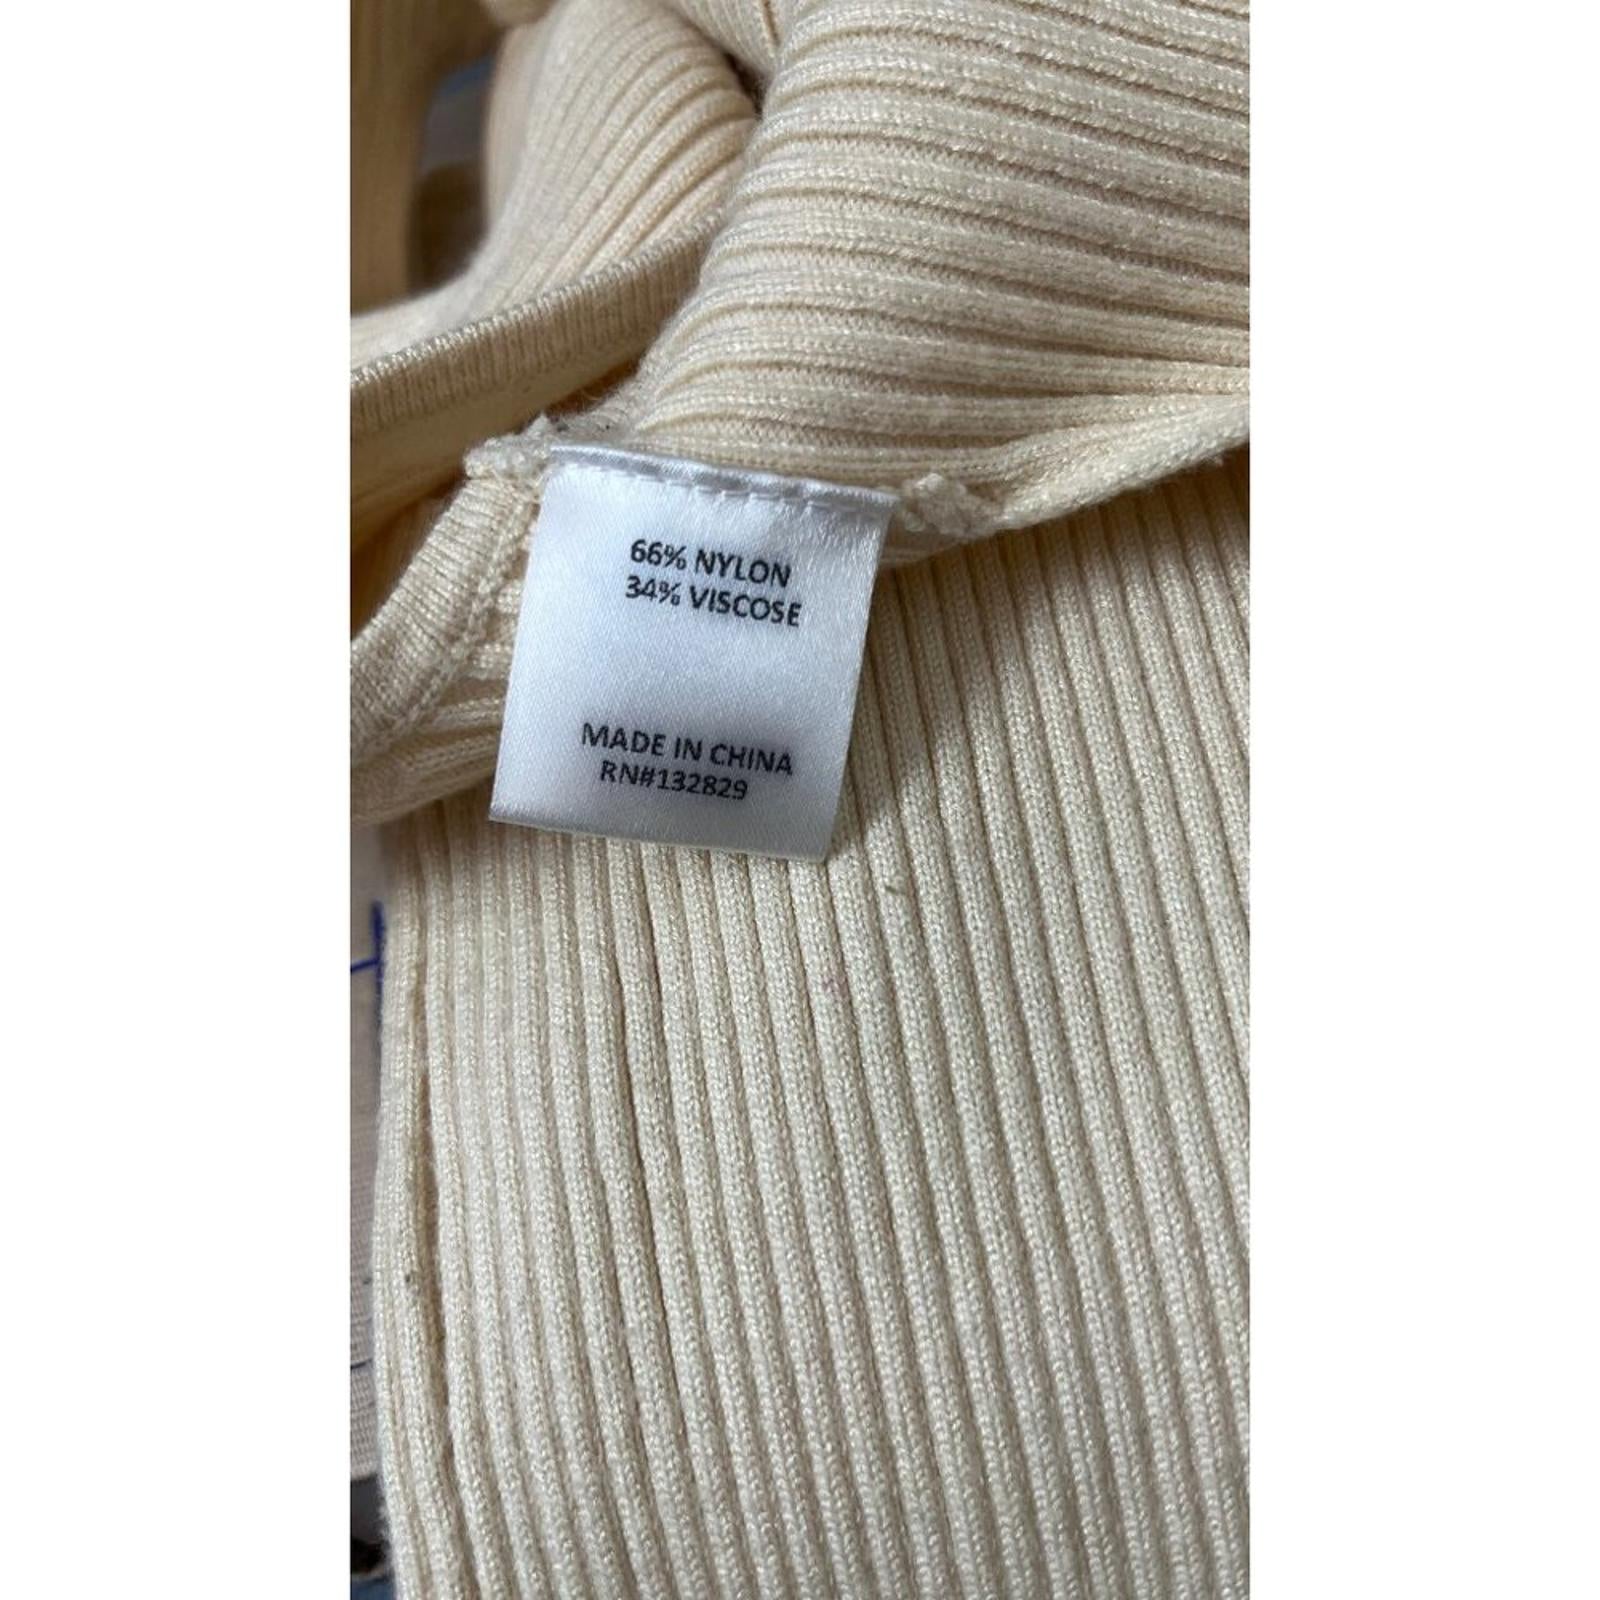 66% NYLON
34% VISCOSE
MADE IN CHINA
RN#132829